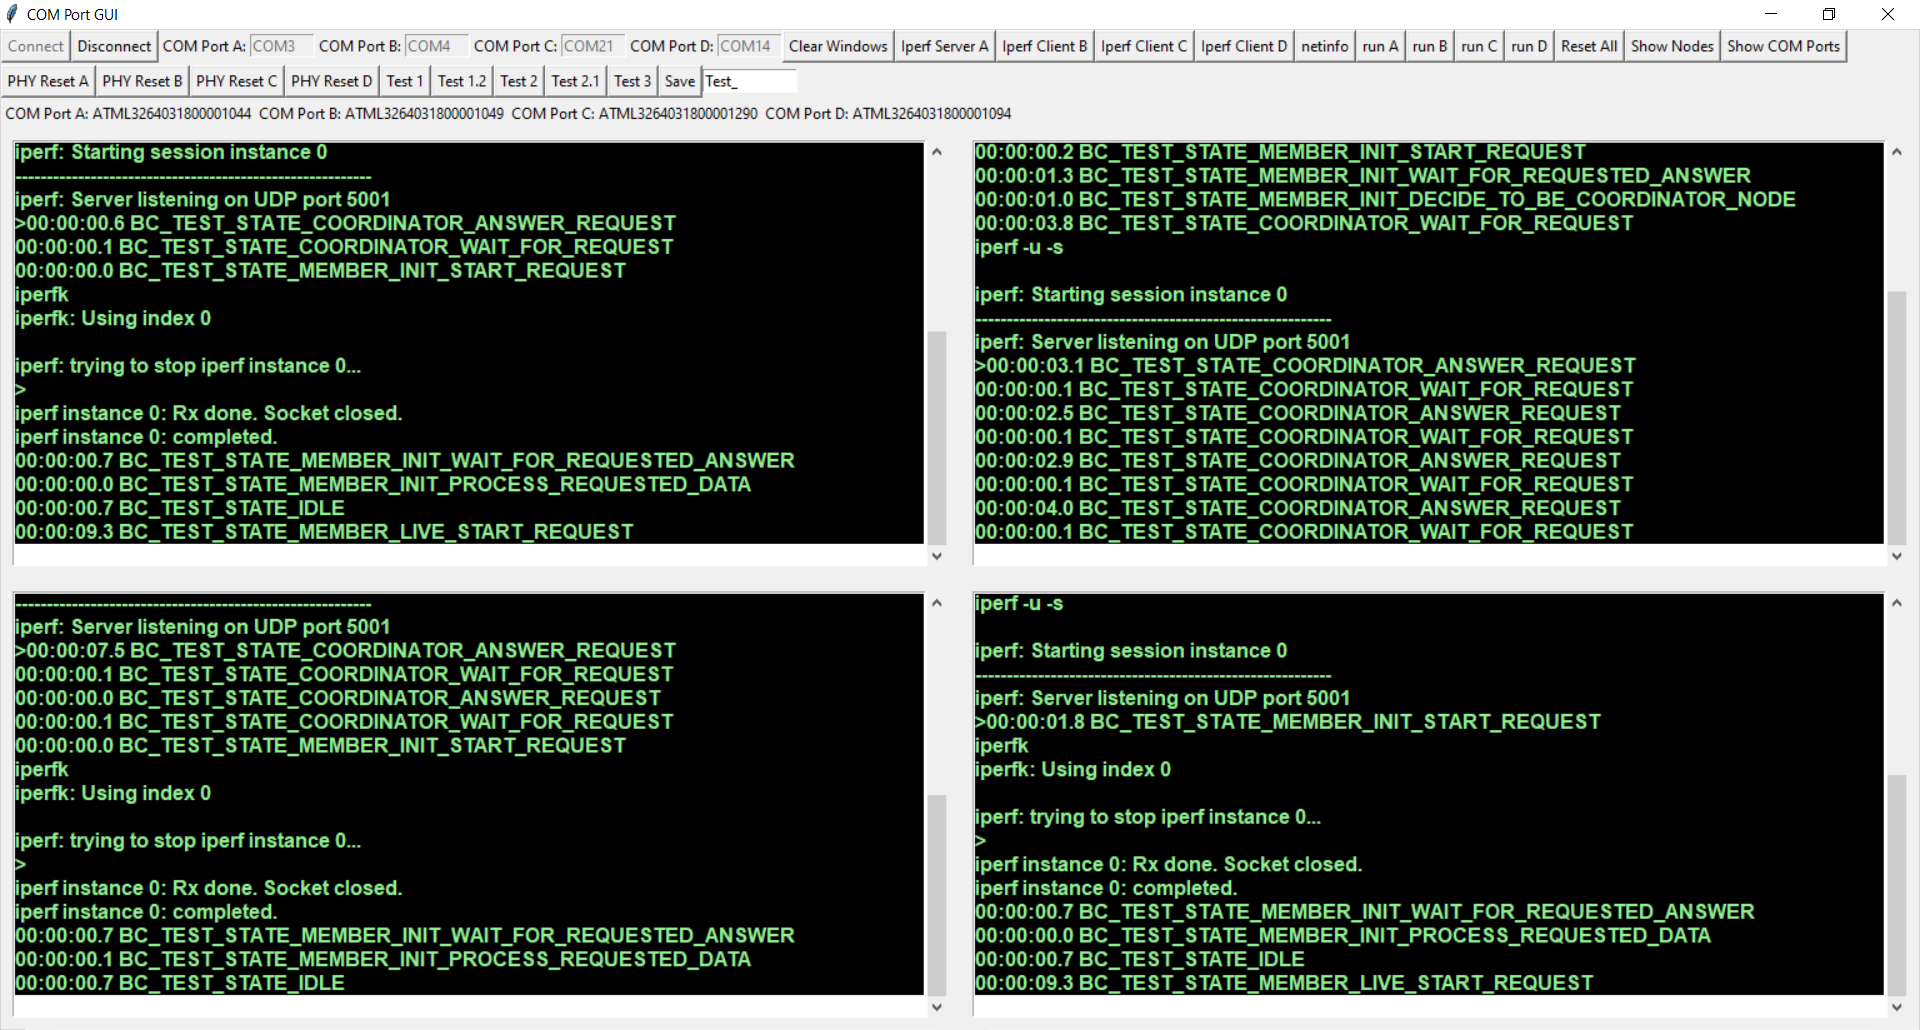 COM Port GUI
Connect Disconnect COM Port A: COM3 COM Port B: COM4 COM Port C: COM21 COM Port D: COM14 Clear Windows Iperf Server A Iperf Client B Iperf Client C Iperf Client D netinfo run A run B run C run D Reset All Show Nodes Show COM Ports
PHY Reset A PHY Reset B PHY Reset C PHY Reset D Test 1 Test 1.2 Test 2 Test 2.1 Test 3 Save Test_
COM Port A: ATML3264031800001044 COM Port B: ATML3264031800001049 COM Port C: ATML3264031800001290 COM Port D: ATML3264031800001094
iperf: Starting session instance 0
---------------------------------------------------------
iperf: Server listening on UDP port 5001
>00:00:00.6 BC_TEST_STATE_COORDINATOR_ANSWER_REQUEST
00:00:00.1 BC_TEST_STATE_COORDINATOR_WAIT_FOR_REQUEST
00:00:00.0 BC_TEST_STATE_MEMBER_INIT_START_REQUEST
iperfk
iperfk: Using index 0
iperf: trying to stop iperf instance 0...
>
iperf instance 0: Rx done. Socket closed.
iperf instance 0: completed.
00:00:00.7 BC_TEST_STATE_MEMBER_INIT_WAIT_FOR_REQUESTED_ANSWER
00:00:00.0 BC_TEST_STATE_MEMBER_INIT_PROCESS_REQUESTED_DATA
00:00:00.7 BC_TEST_STATE_IDLE
00:00:09.3 BC_TEST_STATE_MEMBER_LIVE_START_REQUEST
00:00:00.2 BC_TEST_STATE_MEMBER_INIT_START_REQUEST
00:00:01.3 BC_TEST_STATE_MEMBER_INIT_WAIT_FOR_REQUESTED_ANSWER
00:00:01.0 BC_TEST_STATE_MEMBER_INIT_DECIDE_TO_BE_COORDINATOR_NODE
00:00:03.8 BC_TEST_STATE_COORDINATOR_WAIT_FOR_REQUEST
iperf -u -s
iperf: Starting session instance 0
---------------------------------------------------------
iperf: Server listening on UDP port 5001
>00:00:03.1 BC_TEST_STATE_COORDINATOR_ANSWER_REQUEST
00:00:00.1 BC_TEST_STATE_COORDINATOR_WAIT_FOR_REQUEST
00:00:02.5 BC_TEST_STATE_COORDINATOR_ANSWER_REQUEST
00:00:00.1 BC_TEST_STATE_COORDINATOR_WAIT_FOR_REQUEST
00:00:02.9 BC_TEST_STATE_COORDINATOR_ANSWER_REQUEST
00:00:00.1 BC_TEST_STATE_COORDINATOR_WAIT_FOR_REQUEST
00:00:04.0 BC_TEST_STATE_COORDINATOR_ANSWER_REQUEST
00:00:00.1 BC_TEST_STATE_COORDINATOR_WAIT_FOR_REQUEST
---------------------------------------------------------
iperf: Server listening on UDP port 5001
>00:00:07.5 BC_TEST_STATE_COORDINATOR_ANSWER_REQUEST
00:00:00.1 BC_TEST_STATE_COORDINATOR_WAIT_FOR_REQUEST
00:00:00.0 BC_TEST_STATE_COORDINATOR_ANSWER_REQUEST
00:00:00.1 BC_TEST_STATE_COORDINATOR_WAIT_FOR_REQUEST
00:00:00.0 BC_TEST_STATE_MEMBER_INIT_START_REQUEST
iperfk
iperfk: Using index 0
iperf: trying to stop iperf instance 0...
>
iperf instance 0: Rx done. Socket closed.
iperf instance 0: completed.
00:00:00.7 BC_TEST_STATE_MEMBER_INIT_WAIT_FOR_REQUESTED_ANSWER
00:00:00.1 BC_TEST_STATE_MEMBER_INIT_PROCESS_REQUESTED_DATA
00:00:00.7 BC_TEST_STATE_IDLE
iperf -u -s
iperf: Starting session instance 0
---------------------------------------------------------
iperf: Server listening on UDP port 5001
>00:00:01.8 BC_TEST_STATE_MEMBER_INIT_START_REQUEST
iperfk
iperfk: Using index 0
iperf: trying to stop iperf instance 0...
>
iperf instance 0: Rx done. Socket closed.
iperf instance 0: completed.
00:00:00.7 BC_TEST_STATE_MEMBER_INIT_WAIT_FOR_REQUESTED_ANSWER
00:00:00.0 BC_TEST_STATE_MEMBER_INIT_PROCESS_REQUESTED_DATA
00:00:00.7 BC_TEST_STATE_IDLE
00:00:09.3 BC_TEST_STATE_MEMBER_LIVE_START_REQUEST